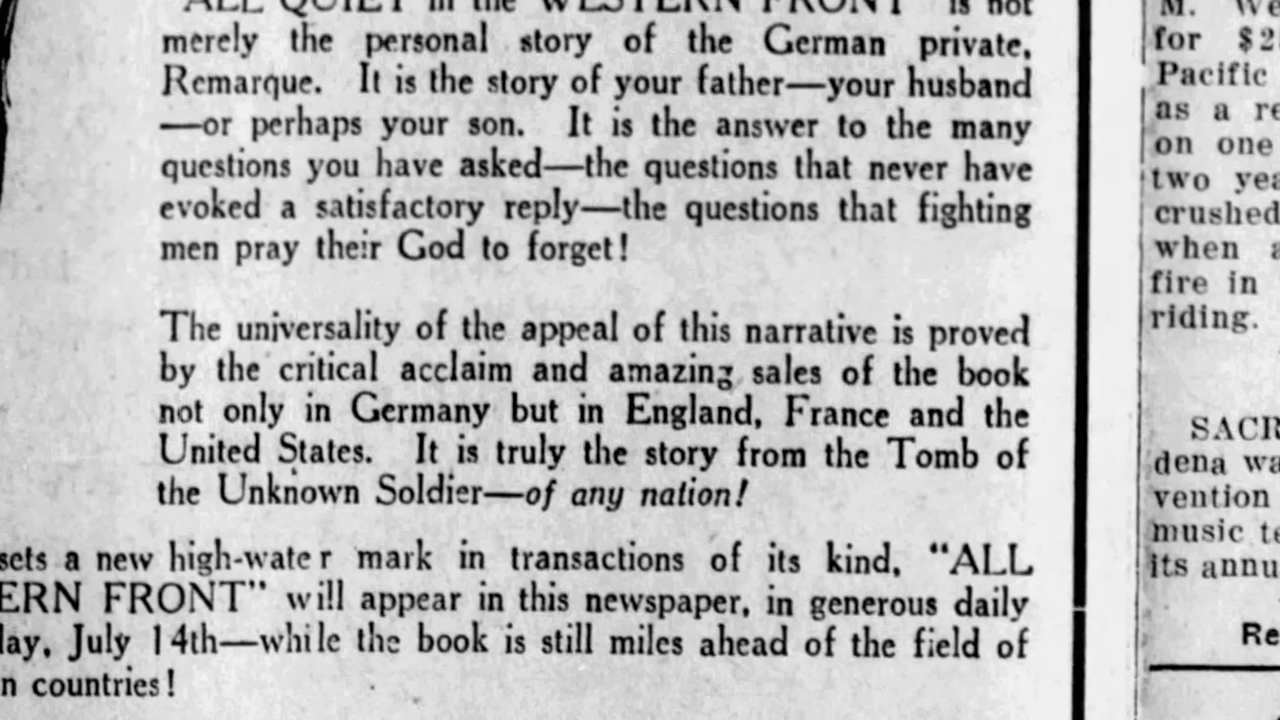 "ALL QUIET in the WESTERN FRONT" is not
merely the personal story of the German private,
Remarque. It is the story of your father—your husband
—or perhaps your son. It is the answer to the many
questions you have asked—the questions that never have
evoked a satisfactory reply—the questions that fighting
men pray their God to forget!
The universality of the appeal of this narrative is proved
by the critical acclaim and amazing sales of the book
not only in Germany but in England, France and the
United States. It is truly the story from the Tomb of
the Unknown Soldier—of any nation!
sets a new high-water mark in transactions of its kind, "ALL
ERN FRONT" will appear in this newspaper, in generous daily
lay, July 14th—while the book is still miles ahead of the field of
n countries!
M. We
for $2
Pacific
as a re
on one
two yea
crushed
when a
fire in
riding.
SACR
dena wa
vention
music te
its annu
Re